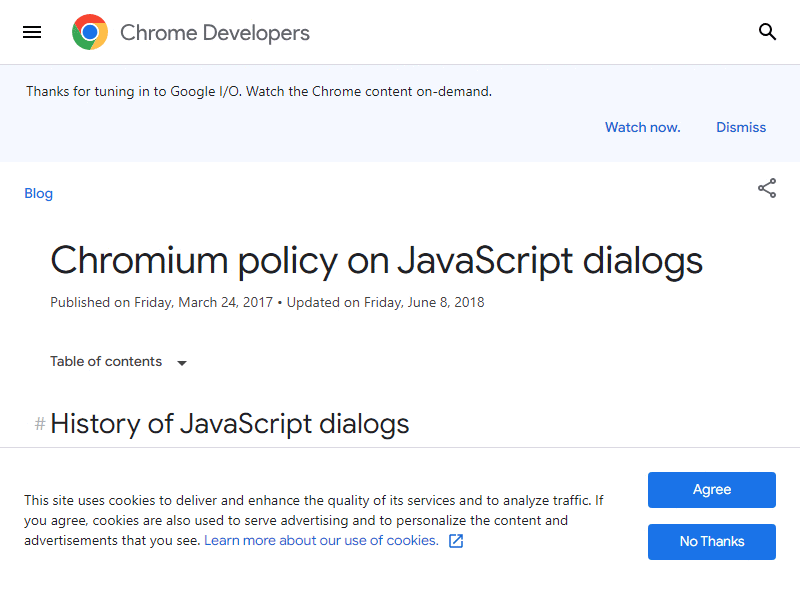 Chrome Developers
Thanks for tuning in to Google I/O. Watch the Chrome content on-demand.
Watch now.
Dismiss
Blog
Chromium policy on JavaScript dialogs
Published on Friday, March 24, 2017 • Updated on Friday, June 8, 2018
Table of contents
# History of JavaScript dialogs
This site uses cookies to deliver and enhance the quality of its services and to analyze traffic. If
you agree, cookies are also used to serve advertising and to personalize the content and
advertisements that you see. Learn more about our use of cookies.
Agree
No Thanks